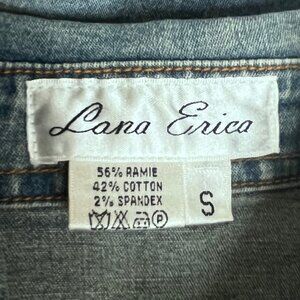 Lana Erica
56% RAMIE
42% COTTON
2% SPANDEX
P
S